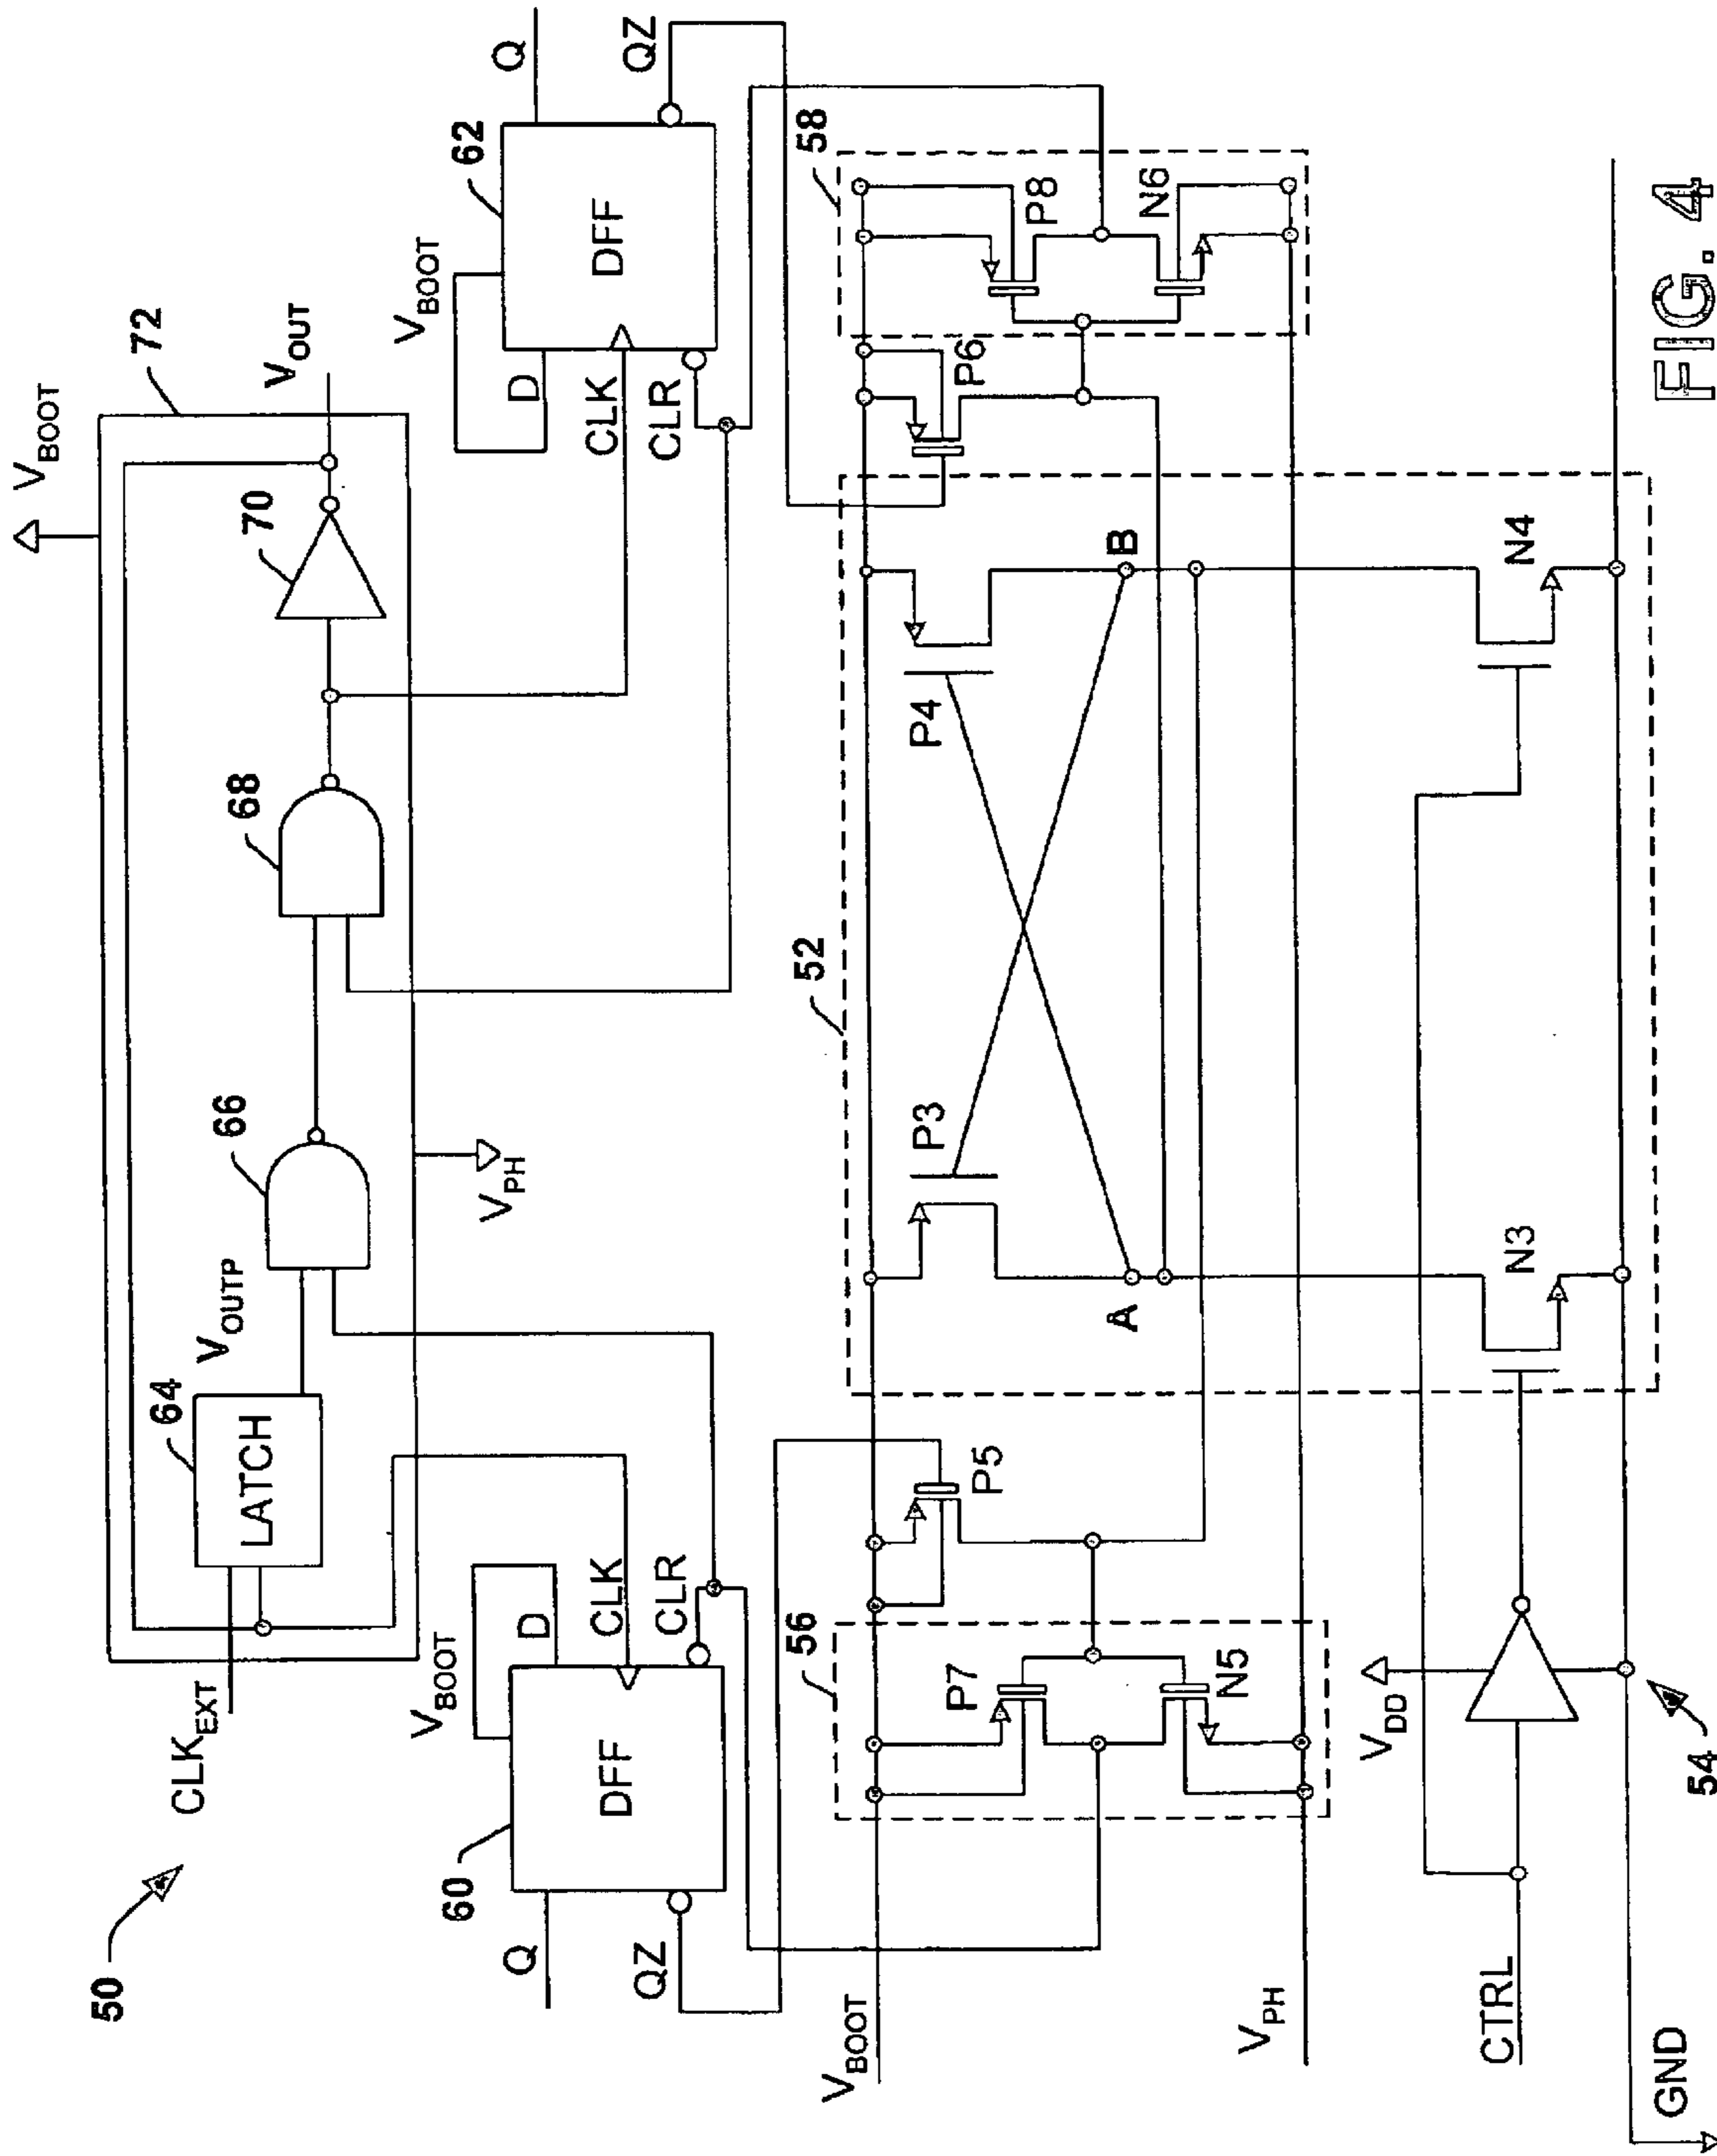 50
V_BOOT
72
CLK_EXT
64
LATCH
V_OUTP
66
68
70
V_OUT
V_PH
60
Q
QZ
DFF
V_BOOT
D
CLK
CLR
62
V_BOOT
D
CLK
CLR
DFF
Q
QZ
V_BOOT
56
P7
N5
P5
52
P3
P4
A
B
P6
58
P8
N6
V_PH
CTRL
V_DD
54
N3
N4
GND
FIG. 4